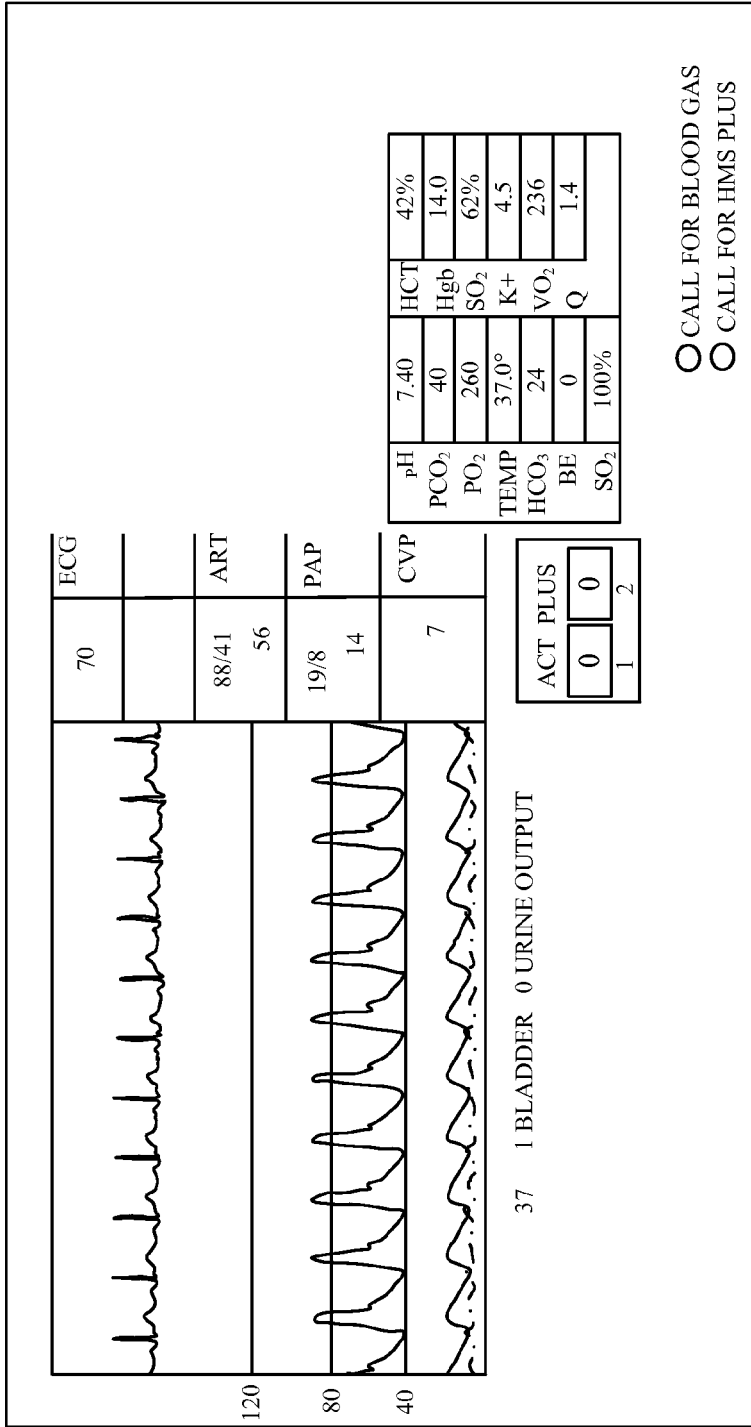 ECG
70
ART
88/41
56
PAP
19/8
14
CVP
7
120
80
40
37 1 BLADDER 0 URINE OUTPUT
ACT PLUS
0 0
1 2
pH 7.40 HCT 42%
PCO₂ 40 Hgb 14.0
PO₂ 260 SO₂ 62%
TEMP 37.0° K+ 4.5
HCO₃ 24 VO₂ 236
BE 0 Q 1.4
SO₂ 100%
CALL FOR BLOOD GAS
CALL FOR HMS PLUS